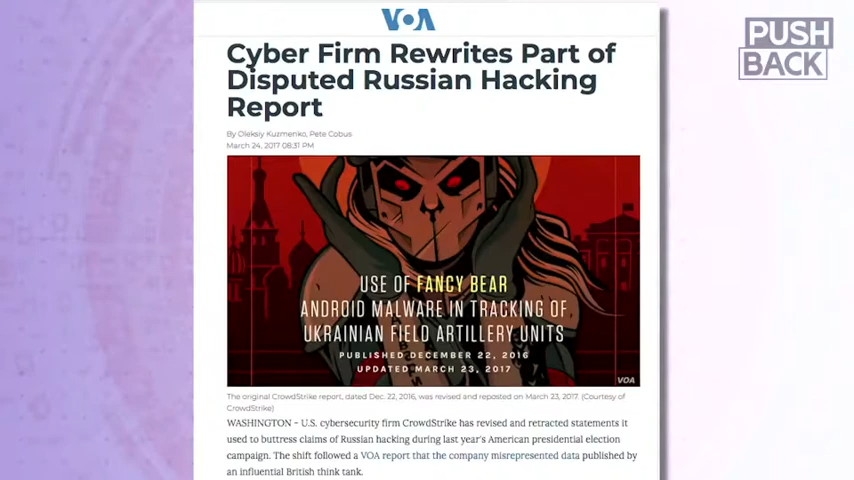 VOA
PUSH
BACK
Cyber Firm Rewrites Part of
Disputed Russian Hacking
Report
By Oleksiy Kuzmenko, Pete Cobus
March 24, 2017 08:31 PM
USE OF FANCY BEAR
ANDROID MALWARE IN TRACKING OF
UKRAINIAN FIELD ARTILLERY UNITS
PUBLISHED DECEMBER 22, 2016
UPDATED MARCH 23, 2017
VOA
The original CrowdStrike report, dated Dec. 22, 2016, was revised and reposted on March 23, 2017. (Courtesy of
CrowdStrike)
WASHINGTON - U.S. cybersecurity firm CrowdStrike has revised and retracted statements it
used to buttress claims of Russian hacking during last year's American presidential election
campaign. The shift followed a VOA report that the company misrepresented data published by
an influential British think tank.